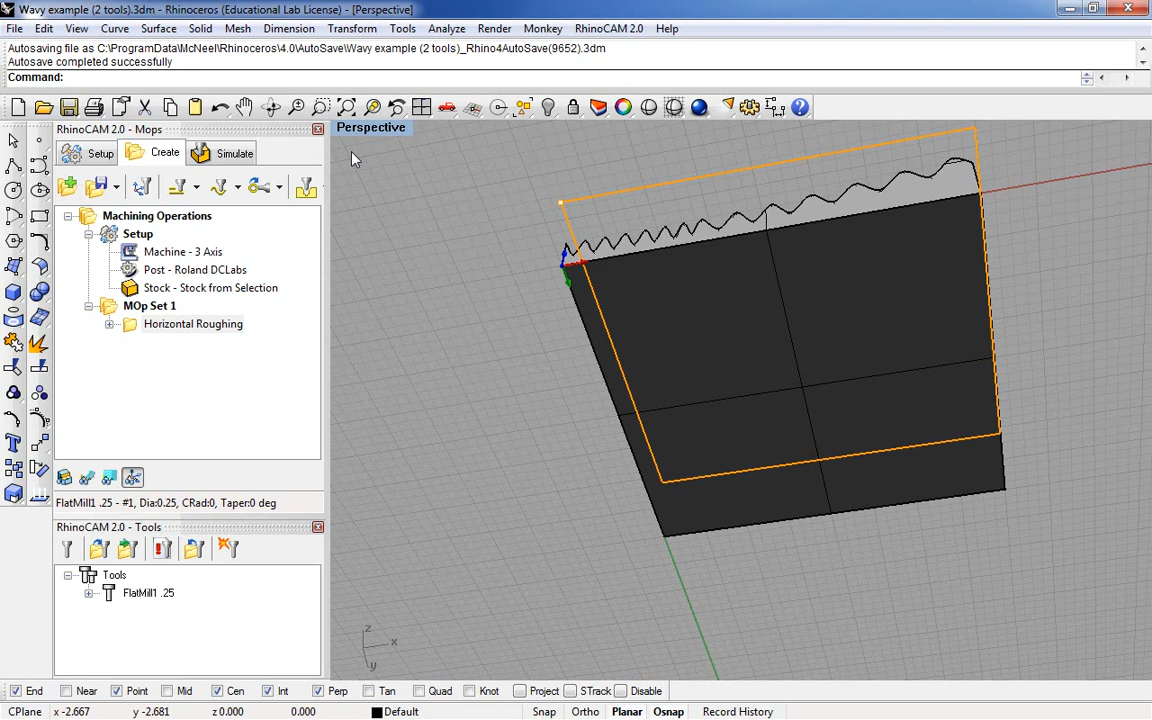 Wavy example (2 tools).3dm - Rhinoceros (Educational Lab License) - [Perspective]
File Edit View Curve Surface Solid Mesh Dimension Transform Tools Analyze Render Monkey RhinoCAM 2.0 Help
Autosaving file as C:\ProgramData\McNeel\Rhinoceros\4.0\AutoSave\Wavy example (2 tools)_Rhino4AutoSave(9652).3dm
Autosave completed successfully
Command:
RhinoCAM 2.0 - Mops
Perspective
Setup Create Simulate
Machining Operations
Setup
Machine - 3 Axis
Post - Roland DCLabs
Stock - Stock from Selection
MOp Set 1
Horizontal Roughing
FlatMill1 .25 - #1, Dia:0.25, CRad:0, Taper:0 deg
RhinoCAM 2.0 - Tools
Tools
FlatMill1 .25
z
x
y
End Near Point Mid Cen Int Perp Tan Quad Knot Project STrack Disable
CPlane x -2.667 y -2.681 z 0.000 0.000 Default Snap Ortho Planar Osnap Record History